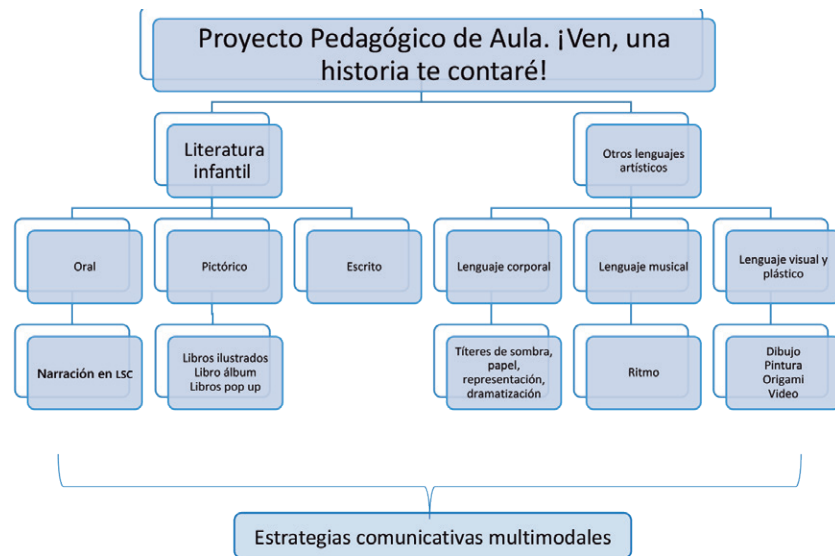 Proyecto Pedagógico de Aula. ¡Ven, una
historia te contaré!
Literatura
infantil
Otros lenguajes
artísticos
Oral
Pictórico
Escrito
Lenguaje corporal
Lenguaje musical
Lenguaje visual y
plástico
Narración en LSC
Libros ilustrados
Libro álbum
Libros pop up
Títeres de sombra,
papel,
representación,
dramatización
Ritmo
Dibujo
Pintura
Origami
Video
Estrategias comunicativas multimodales